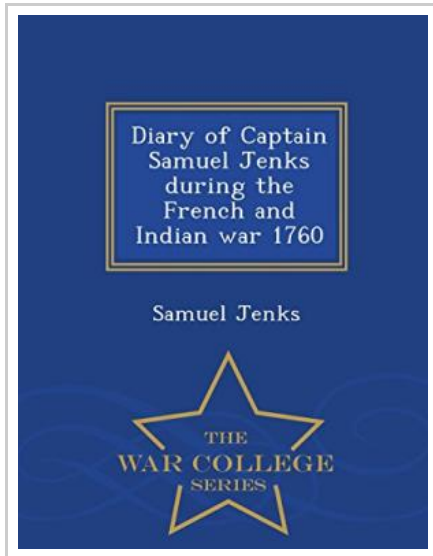 Diary of Captain
Samuel Jenks
during the
French and
Indian war 1760
Samuel Jenks
THE
WAR COLLEGE
SERIES